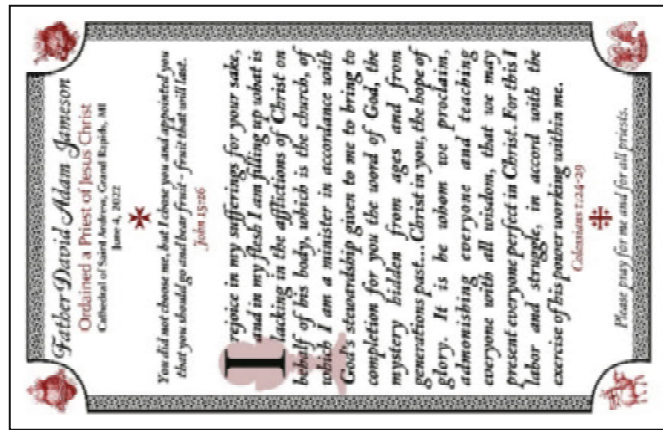 Father David Adam Jameson
Ordained a Priest of Jesus Christ
Cathedral of Saint Andrew, Grand Rapids, MI
June 4, 2022
You did not choose me, but I chose you and appointed you
that you should go and bear fruit - fruit that will last.
John 15:16
I rejoice in my sufferings for your sake,
and in my flesh I am filling up what is
lacking in the afflictions of Christ on
behalf of his body, which is the church, of
which I am a minister in accordance with
God's stewardship given to me to bring to
completion for you the word of God, the
mystery hidden from ages and from
generations past...Christ in you, the hope of
glory. It is he whom we proclaim,
admonishing everyone and teaching
everyone with all wisdom, that we may
present everyone perfect in Christ. For this I
labor and struggle, in accord with the
exercise of his power working within me.
Colossians 1:24-29
Please pray for me and for all priests.